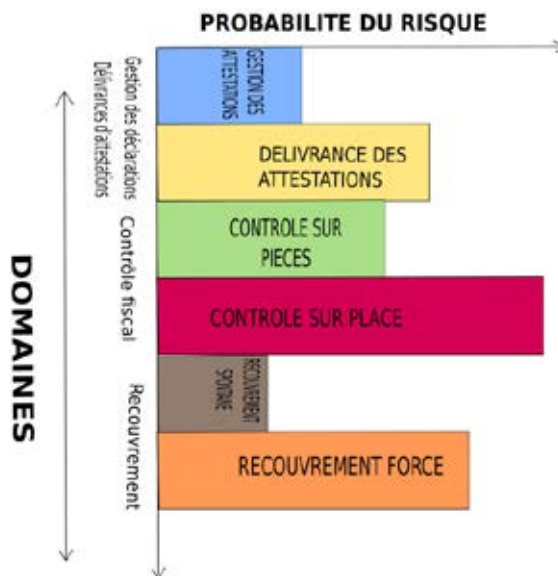 PROBABILITE DU RISQUE
Gestion des déclarations
Délivrances d'attestations
GESTION DES
ATTESTATIONS
DELIVRANCE DES
ATTESTATIONS
Contrôle fiscal
CONTROLE SUR
PIECES
CONTROLE SUR PLACE
DOMAINES
Recouvrement
RECOUVREMENT
SPONTANE
RECOUVREMENT FORCE